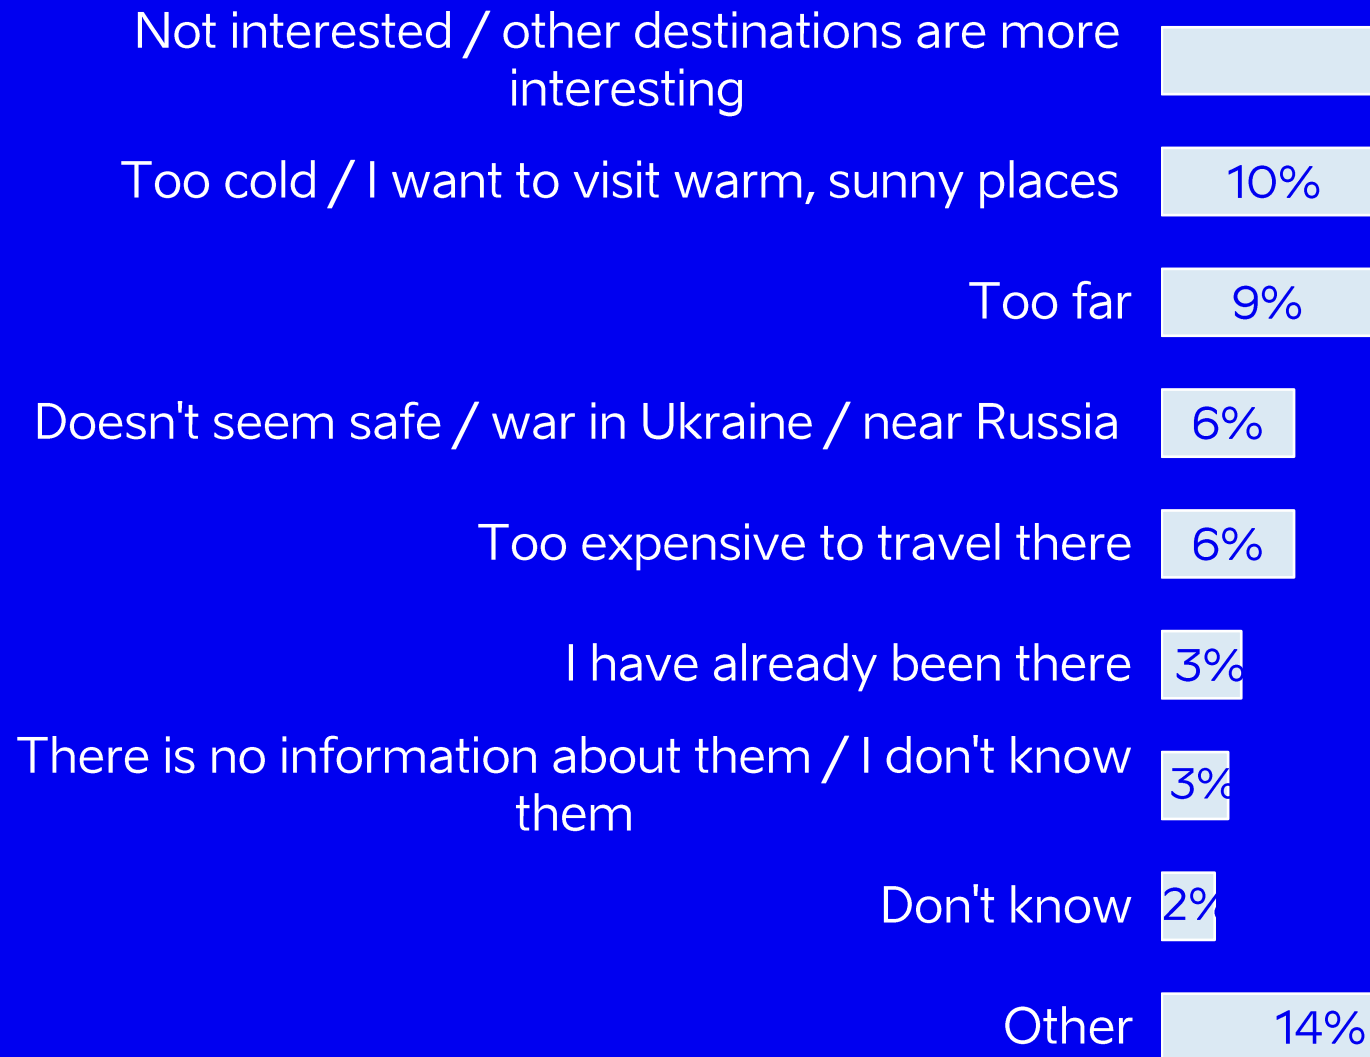 Not interested / other destinations are more
interesting
Too cold / I want to visit warm, sunny places
10%
Too far
9%
Doesn't seem safe / war in Ukraine / near Russia
6%
Too expensive to travel there
6%
I have already been there
3%
There is no information about them / I don't know
them
3%
Don't know
2%
Other
14%